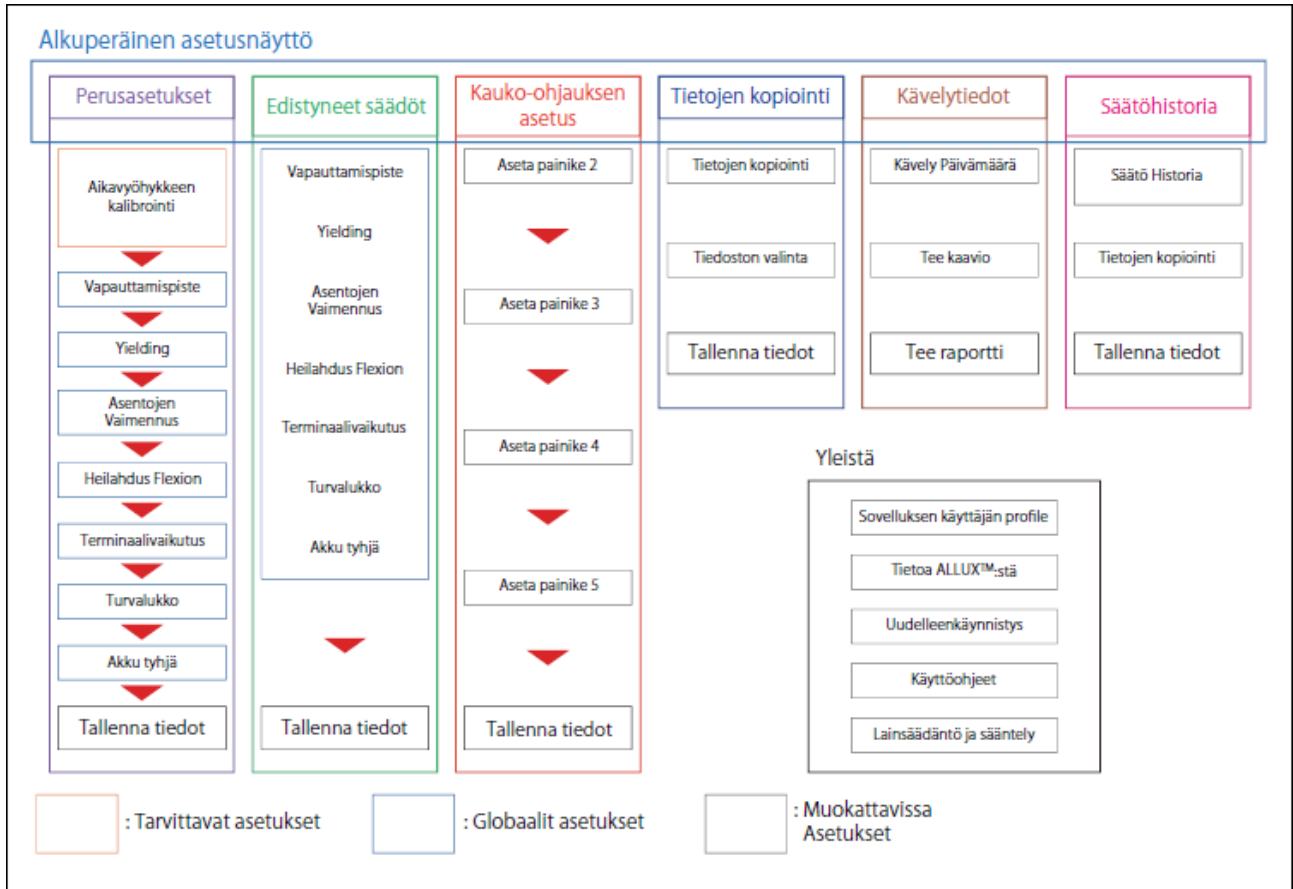 Alkuperäinen asetusnäyttö
Perusasetukset
Aikavyöhykkeen
kalibrointi
Vapauttamispiste
Yielding
Asentojen
Vaimennus
Heilahdus Flexion
Terminaalivaikutus
Turvalukko
Akku tyhjä
Tallenna tiedot
Edistyneet säädöt
Vapauttamispiste
Yielding
Asentojen
Vaimennus
Heilahdus Flexion
Terminaalivaikutus
Turvalukko
Akku tyhjä
Tallenna tiedot
Kauko-ohjauksen
asetus
Aseta painike 2
Aseta painike 3
Aseta painike 4
Aseta painike 5
Tallenna tiedot
Tietojen kopiointi
Tietojen kopiointi
Tiedoston valinta
Tallenna tiedot
Kävelytiedot
Kävely Päivämäärä
Tee kaavio
Tee raportti
Säätöhistoria
Säätö Historia
Tietojen kopiointi
Tallenna tiedot
Yleistä
Sovelluksen käyttäjän profile
Tietoa ALLUX™:stä
Uudelleenkäynnistys
Käyttöohjeet
Lainsäädäntö ja sääntely
: Tarvittavat asetukset
: Globaalit asetukset
: Muokattavissa
Asetukset